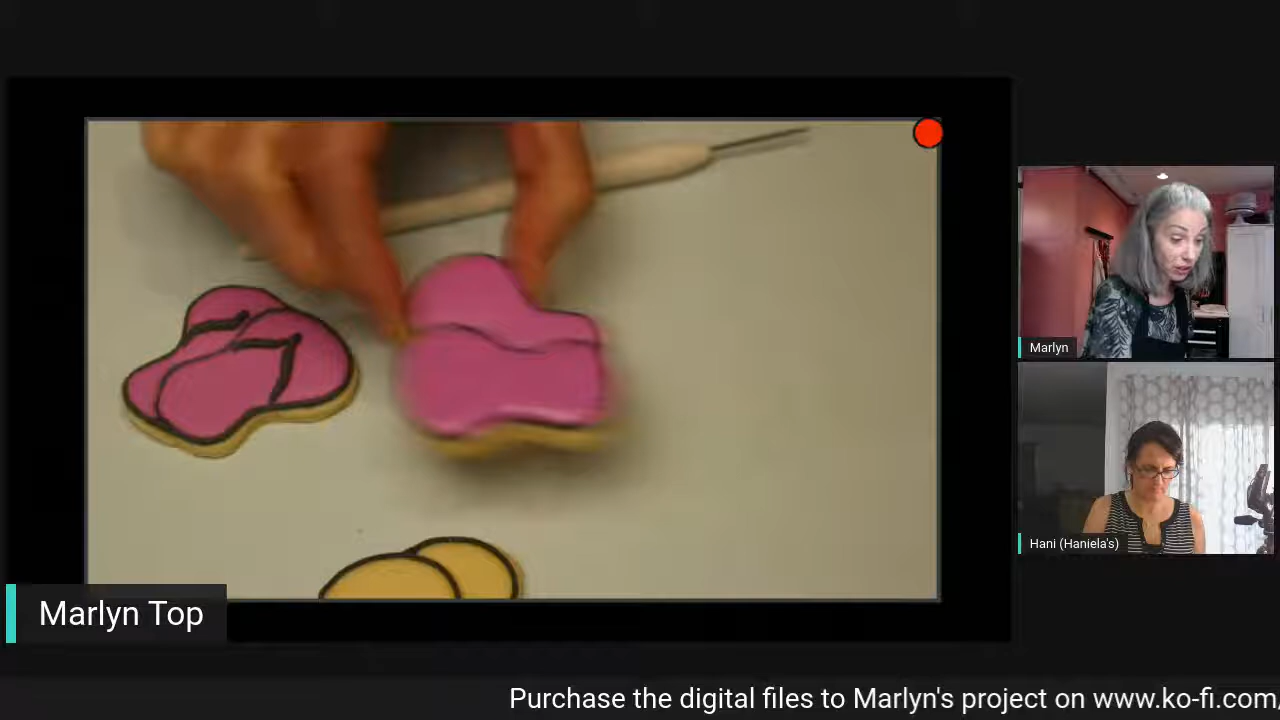 Marlyn
Hani (Haniela's)
Marlyn Top
Purchase the digital files to Marlyn's project on www.ko-fi.com/